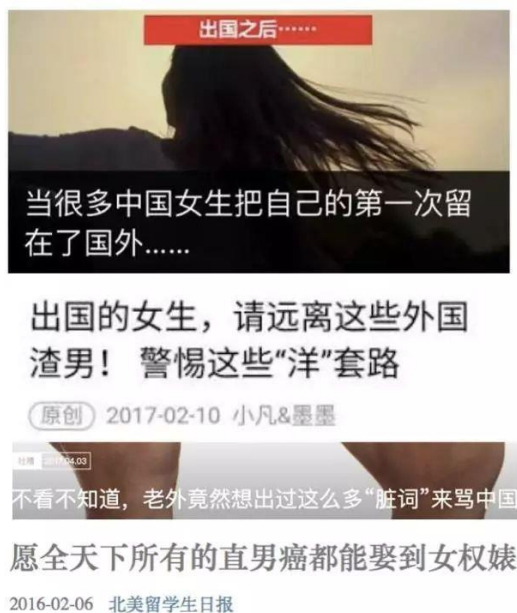 出国之后……
当很多中国女生把自己的第一次留
在了国外……
出国的女生，请远离这些外国
渣男！ 警惕这些“洋”套路
原创 2017-02-10 小凡&墨墨
2017.04.03
不看不知道，老外竟然想出过这么多“脏词”来骂中国
愿全天下所有的直男癌都能娶到女权婊
2016-02-06 北美留学生日报